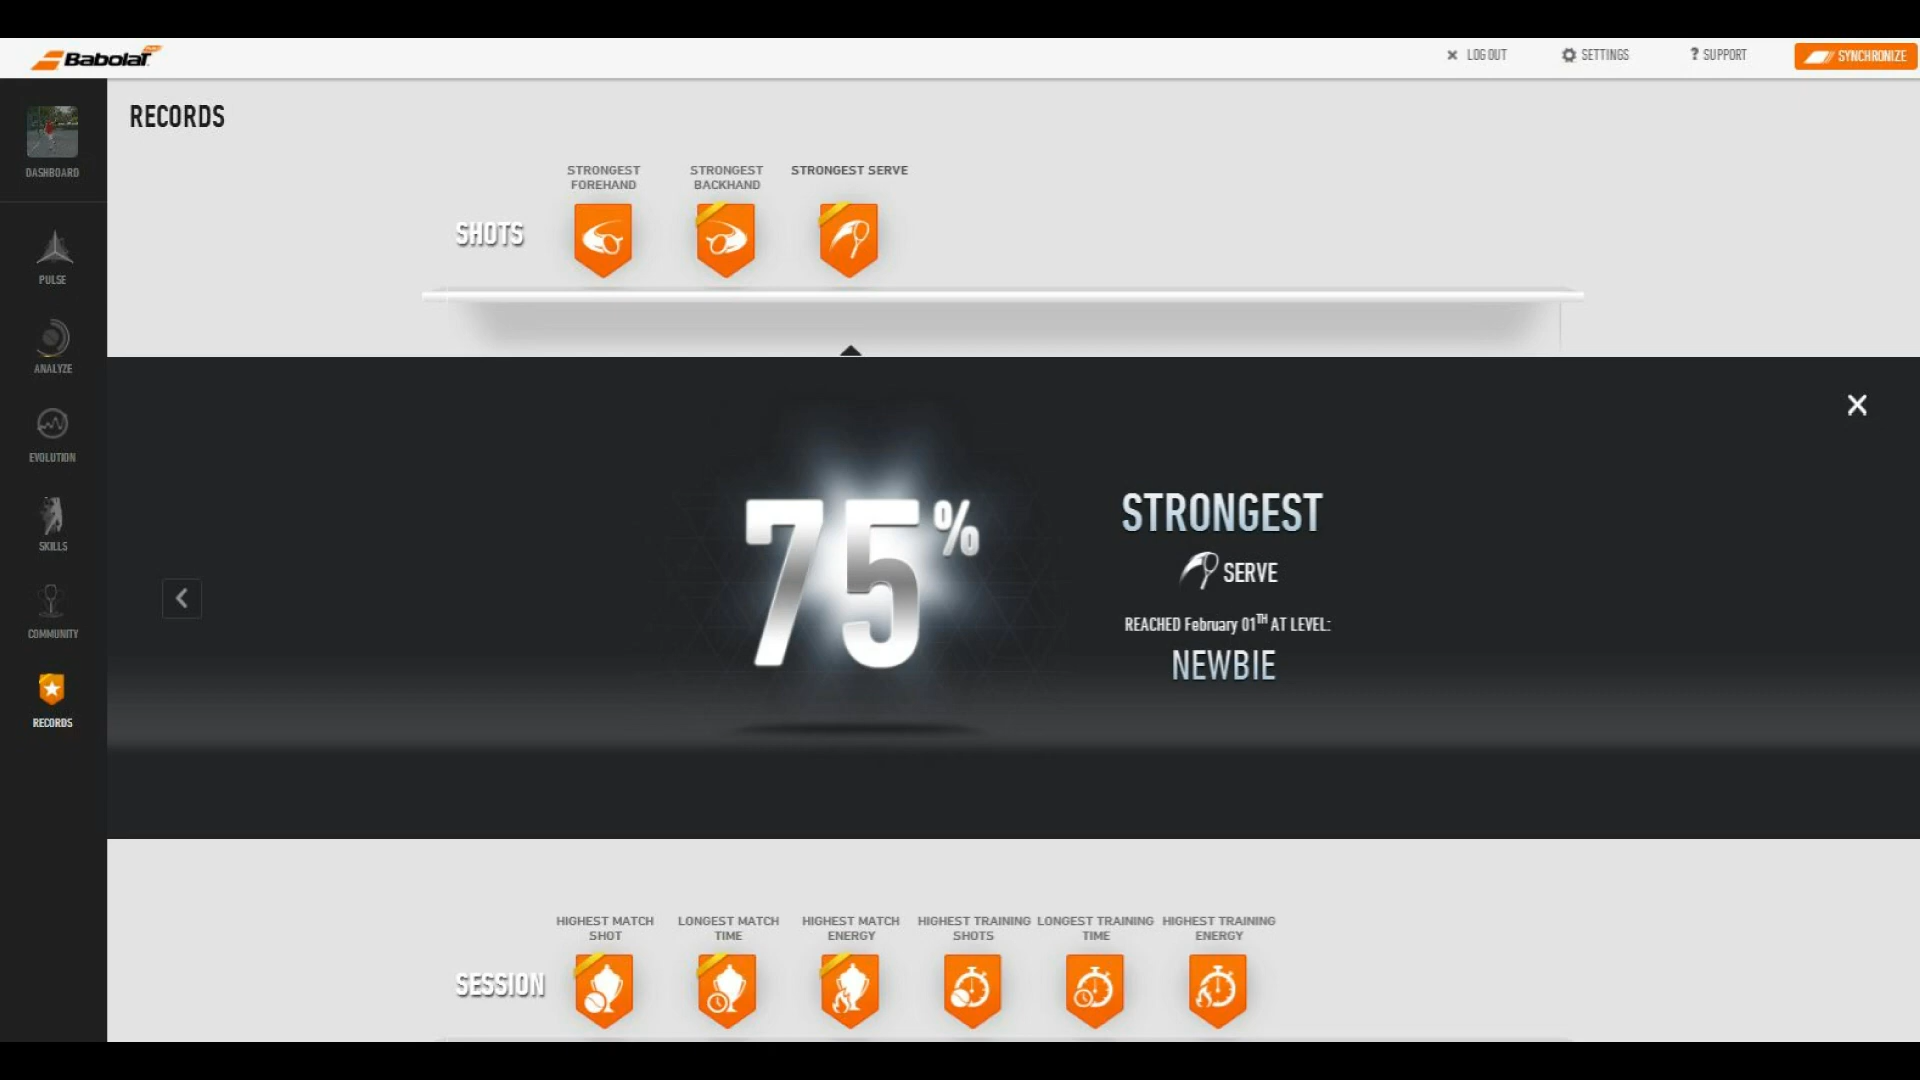 Babolat
LOG OUT
SETTINGS
? SUPPORT
SYNCHRONIZE
DASHBOARD
PULSE
ANALYZE
EVOLUTION
SKILLS
COMMUNITY
RECORDS
RECORDS
STRONGEST
FOREHAND
STRONGEST
BACKHAND
STRONGEST SERVE
SHOTS
75%
STRONGEST
SERVE
REACHED February 01TH AT LEVEL:
NEWBIE
HIGHEST MATCH
SHOT
LONGEST MATCH
TIME
HIGHEST MATCH
ENERGY
HIGHEST TRAINING
SHOTS
LONGEST TRAINING
TIME
HIGHEST TRAINING
ENERGY
SESSION